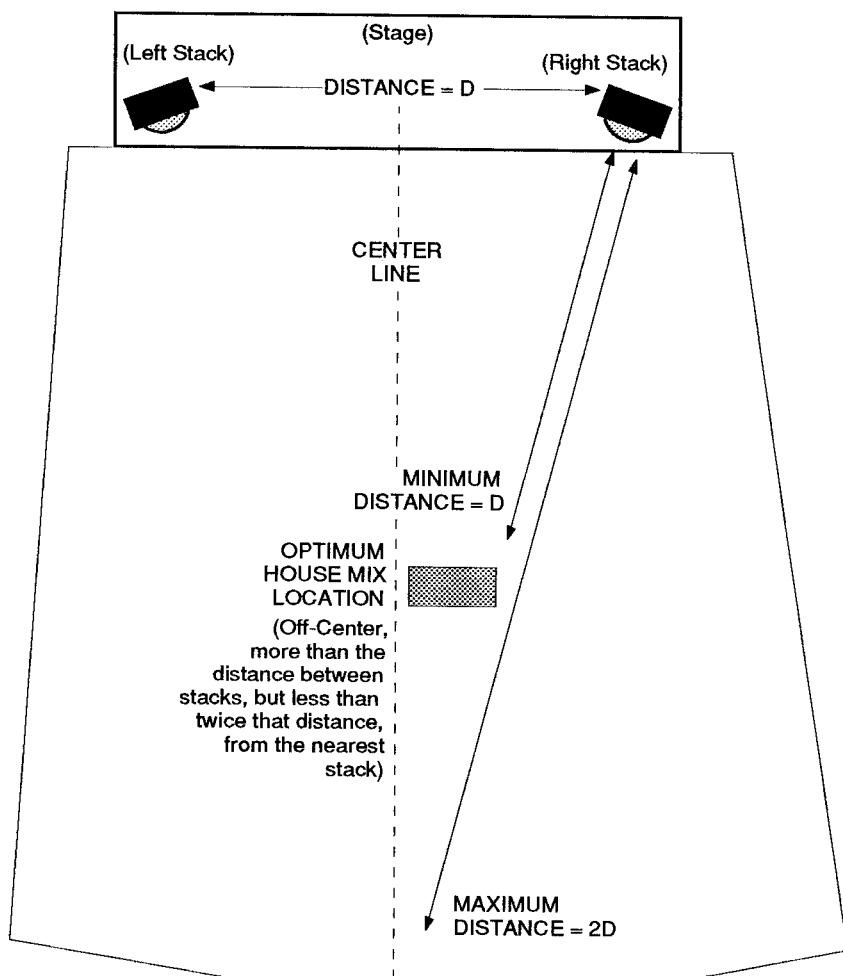 (Stage)
(Left Stack)
(Right Stack)
DISTANCE = D
CENTER
LINE
MINIMUM
DISTANCE = D
OPTIMUM
HOUSE MIX
LOCATION
(Off-Center,
more than the
distance between
stacks, but less than
twice that distance,
from the nearest
stack)
MAXIMUM
DISTANCE = 2D